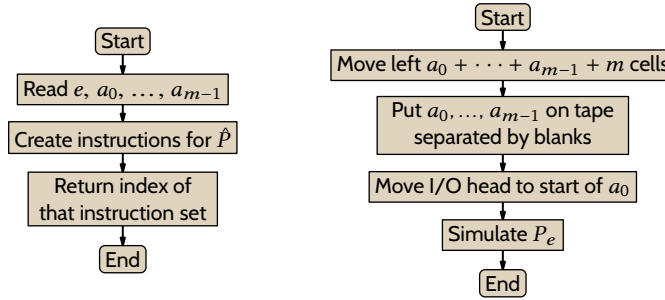 Start
Read e, a₀, …, aₘ₋₁
Create instructions for P̂
Return index of
that instruction set
End
Start
Move left a₀ + ⋯ + aₘ₋₁ + m cells
Put a₀, …, aₘ₋₁ on tape
separated by blanks
Move I/O head to start of a₀
Simulate Pₑ
End